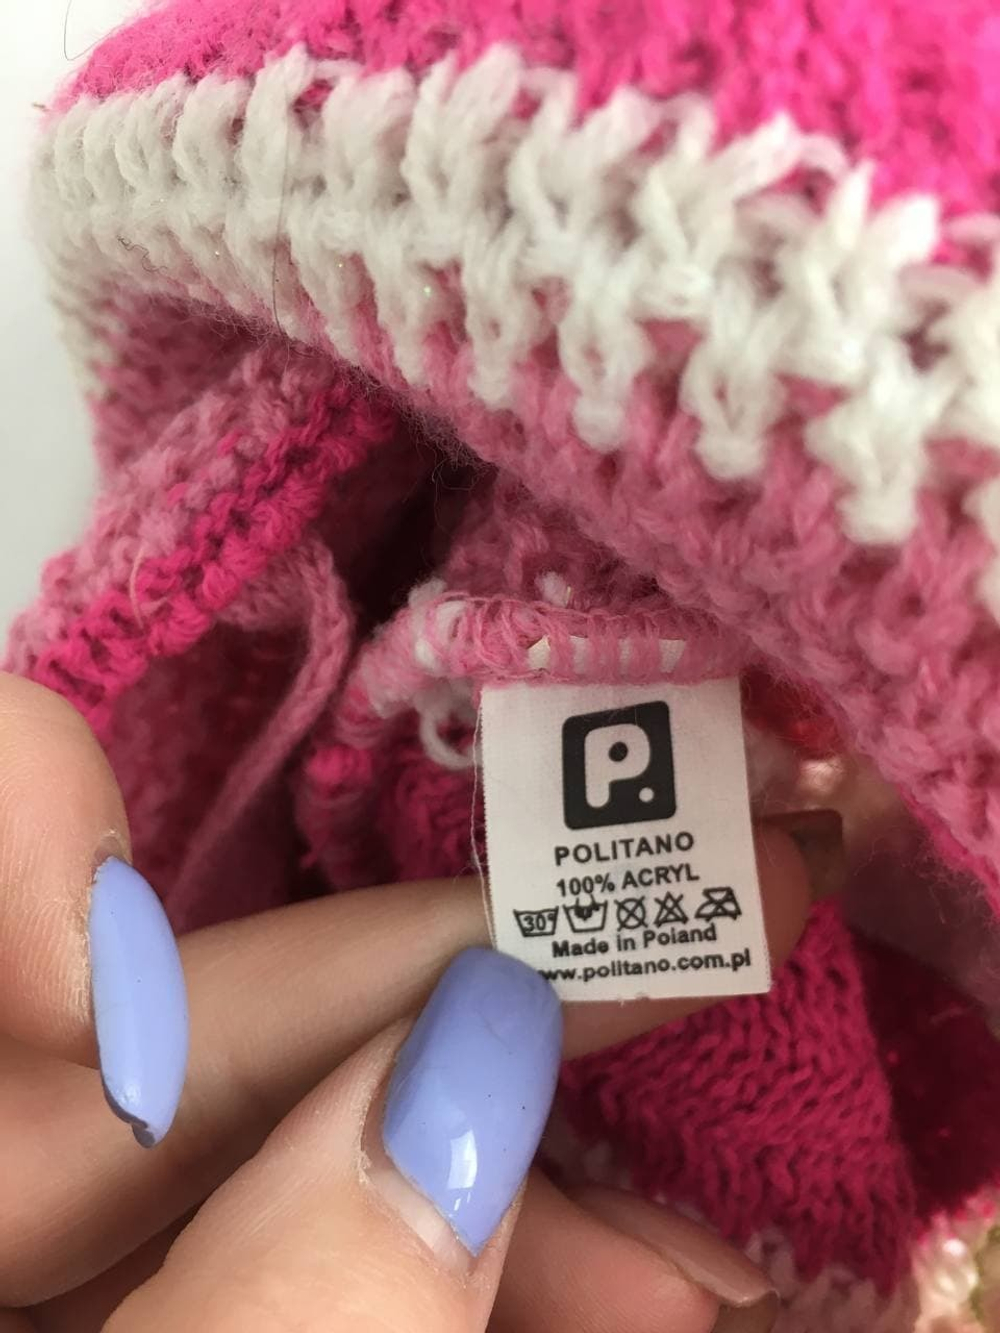 P.
POLITANO
100% ACRYL
30°
Made in Poland
www.politano.com.pl